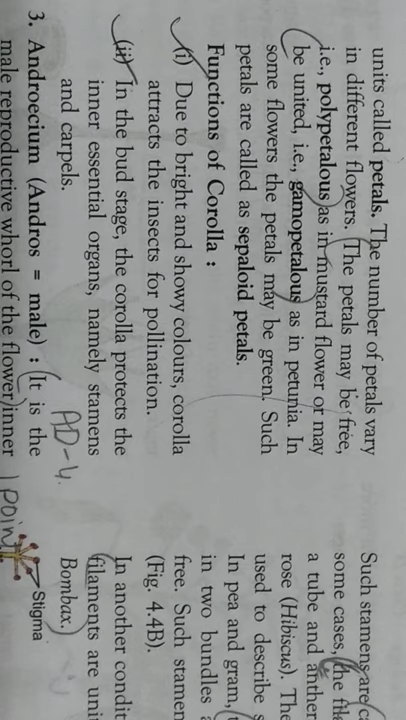 units called petals. The number of petals vary
in different flowers. The petals may be free,
i.e., polypetalous as in mustard flower or may
be united, i.e., gamopetalous as in petunia. In
some flowers the petals may be green. Such
petals are called as sepaloid petals.
Functions of Corolla :
(i) Due to bright and showy colours, corolla
attracts the insects for pollination.
(ii) In the bud stage, the corolla protects the
inner essential organs, namely stamens
and carpels.
AD-4.
3. Androecium (Andros = male) : (It is the
male reproductive whorl of the flower) inner
1 Point
Such stamens are
some cases, the
a tube and anther
rose (Hibiscus). The
used to describe s
In pea and gram,
in two bundles a
free. Such stamen
(Fig. 4.4B).
In another condit
filaments are uni
Bombax.)
Stigma